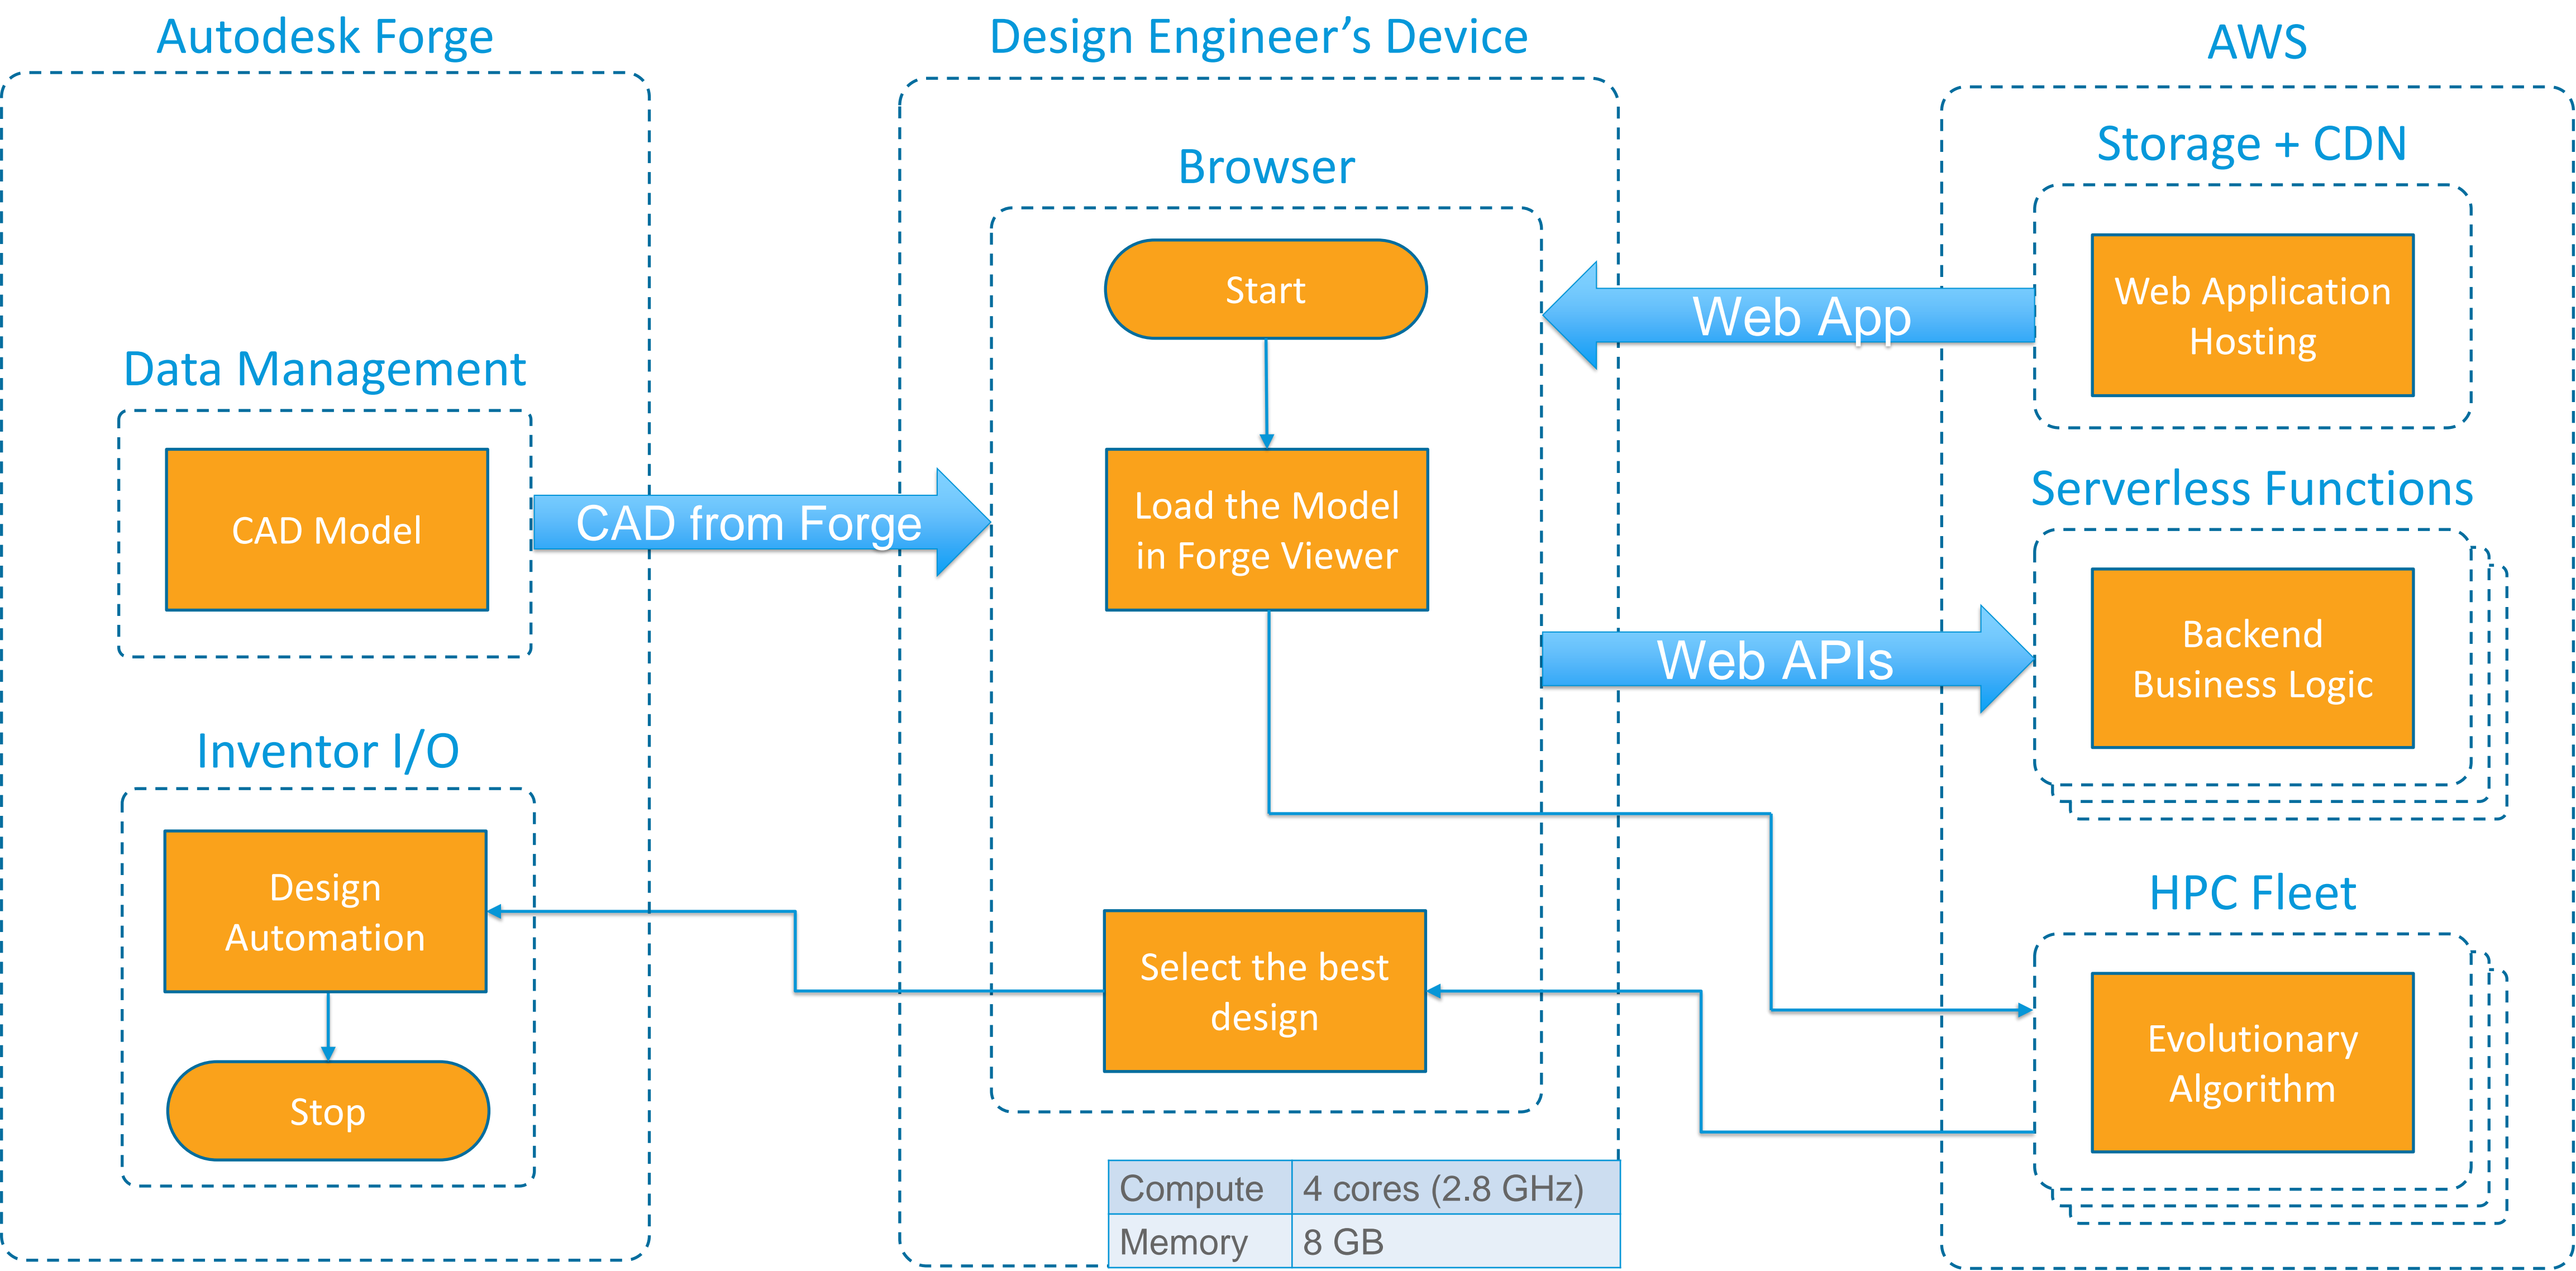 Autodesk Forge
Data Management
CAD Model
Inventor I/O
Design
Automation
Stop
CAD from Forge
Design Engineer’s Device
Browser
Start
Load the Model
in Forge Viewer
Select the best
design
Compute 4 cores (2.8 GHz)
Memory 8 GB
Web App
Web APIs
AWS
Storage + CDN
Web Application
Hosting
Serverless Functions
Backend
Business Logic
HPC Fleet
Evolutionary
Algorithm